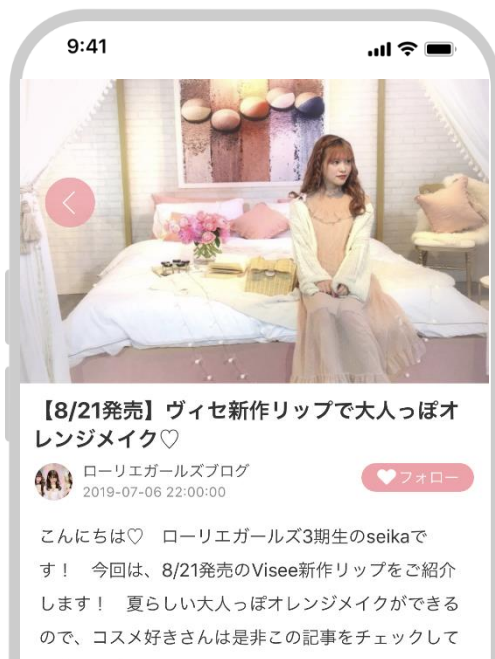 9:41
【8/21発売】ヴィセ新作リップで大人っぽオ
レンジメイク♡
ローリエガールズブログ
フォロー
2019-07-06 22:00:00
こんにちは♡　ローリエガールズ3期生のseikaで
す！　今回は、8/21発売のVisee新作リップをご紹介
します！　夏らしい大人っぽオレンジメイクができる
ので、コスメ好きさんは是非この記事をチェックして